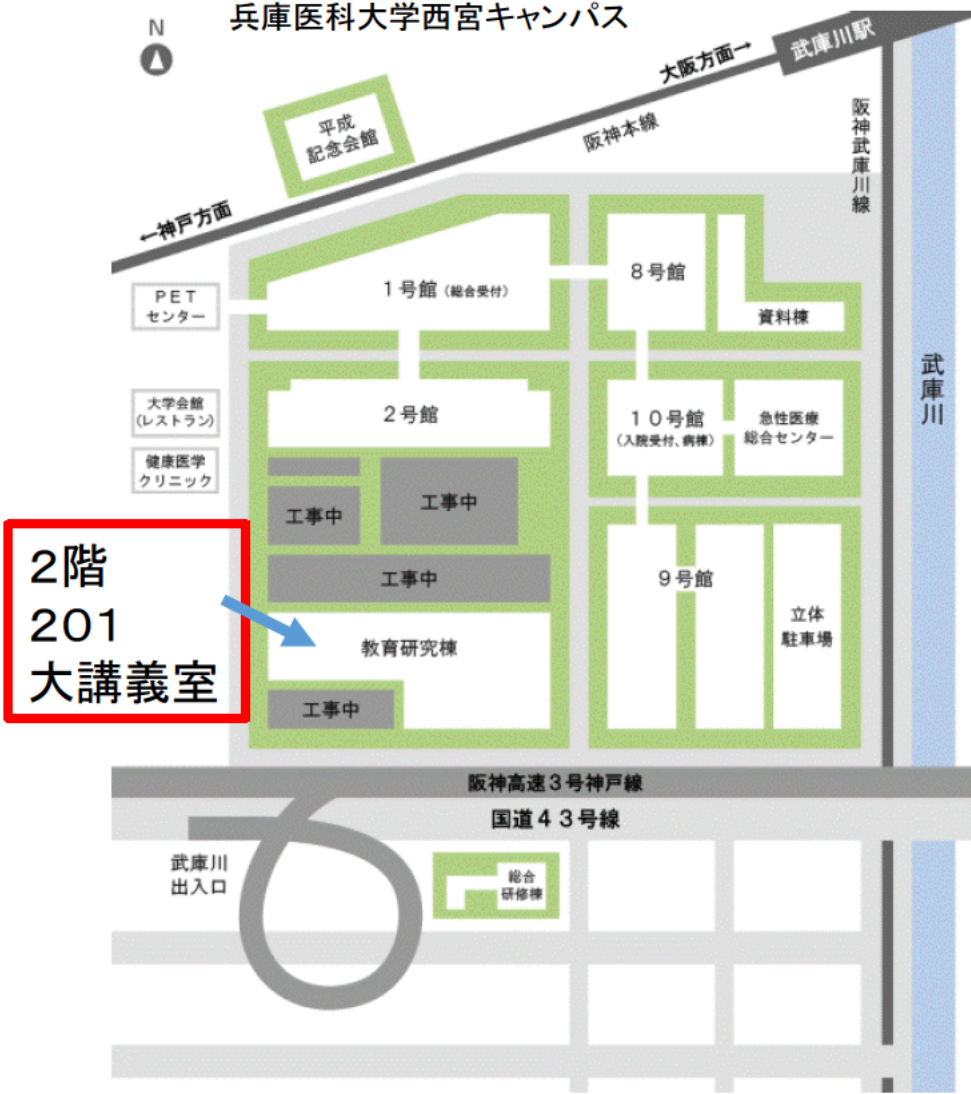 兵庫医科大学西宮キャンパス
N
武庫川駅
大阪方面→
平成
記念会館
阪神本線
阪神武庫川線
←神戸方面
PET
センター
1号館(総合受付)
8号館
資料棟
武庫川
大学会館
(レストラン)
2号館
10号館
(入院受付、病棟)
急性医療
総合センター
健康医学
クリニック
工事中
工事中
2階
201
大講義室
工事中
9号館
立体
駐車場
教育研究棟
工事中
阪神高速3号神戸線
国道43号線
武庫川
出入口
総合
研修棟